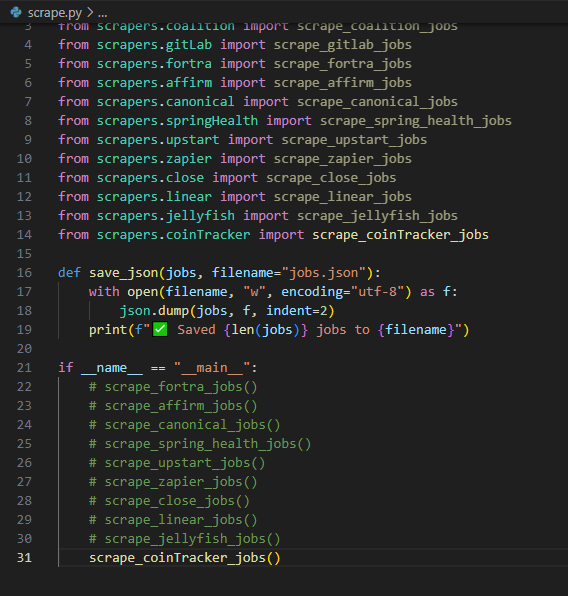 scrape.py > ...
3 from scrapers.coalition import scrape_coalition_jobs
4 from scrapers.gitLab import scrape_gitlab_jobs
5 from scrapers.fortra import scrape_fortra_jobs
6 from scrapers.affirm import scrape_affirm_jobs
7 from scrapers.canonical import scrape_canonical_jobs
8 from scrapers.springHealth import scrape_spring_health_jobs
9 from scrapers.upstart import scrape_upstart_jobs
10 from scrapers.zapier import scrape_zapier_jobs
11 from scrapers.close import scrape_close_jobs
12 from scrapers.linear import scrape_linear_jobs
13 from scrapers.jellyfish import scrape_jellyfish_jobs
14 from scrapers.coinTracker import scrape_coinTracker_jobs
15
16 def save_json(jobs, filename="jobs.json"):
17     with open(filename, "w", encoding="utf-8") as f:
18         json.dump(jobs, f, indent=2)
19     print(f"✅ Saved {len(jobs)} jobs to {filename}")
20
21 if __name__ == "__main__":
22     # scrape_fortra_jobs()
23     # scrape_affirm_jobs()
24     # scrape_canonical_jobs()
25     # scrape_spring_health_jobs()
26     # scrape_upstart_jobs()
27     # scrape_zapier_jobs()
28     # scrape_close_jobs()
29     # scrape_linear_jobs()
30     # scrape_jellyfish_jobs()
31     scrape_coinTracker_jobs()